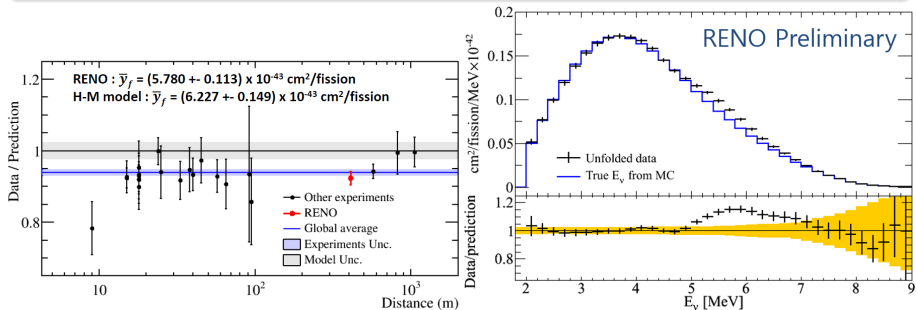 RENO : ȳf = (5.780 +- 0.113) x 10-43 cm2/fission
H-M model : ȳf = (6.227 +- 0.149) x 10-43 cm2/fission
Data / Prediction
1.2
1
0.8
Other experiments
RENO
Global average
Experiments Unc.
Model Unc.
10
102
103
Distance (m)
RENO Preliminary
cm2/fission/MeV×10-42
0.2
0.15
0.1
0.05
0
Unfolded data
True Eν from MC
Data/prediction
1.2
1
0.8
2
3
4
5
6
7
8
9
Eν [MeV]